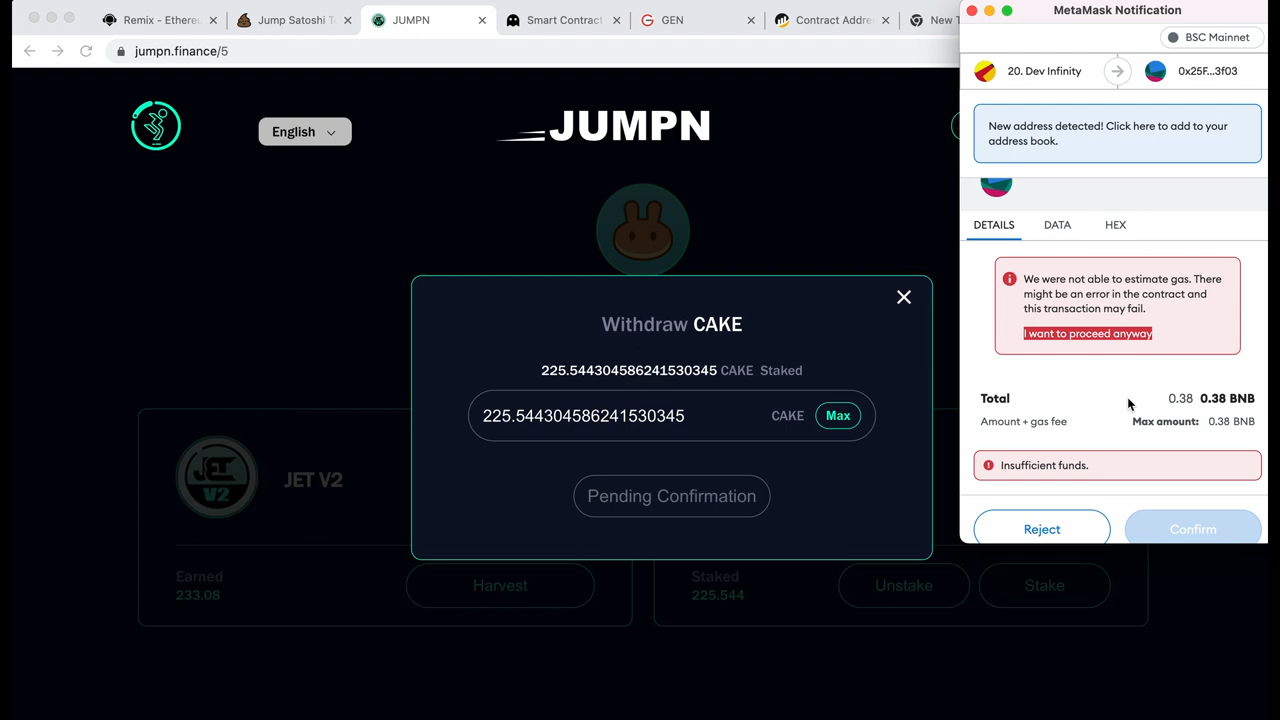 Remix - Ethere
Jump Satoshi T
JUMPN
Smart Contract
GEN
Contract Addre
New T
jumpn.finance/5
English
JUMPN
Withdraw CAKE
225.544304586241530345 CAKE Staked
225.544304586241530345 CAKE Max
Pending Confirmation
JET
V2
JET V2
Earned
233.08
Harvest
Staked
225.544
Unstake
Stake
MetaMask Notification
BSC Mainnet
20. Dev Infinity
0x25F...3f03
New address detected! Click here to add to your
address book.
DETAILS
DATA
HEX
We were not able to estimate gas. There
might be an error in the contract and
this transaction may fail.
I want to proceed anyway
Total 0.38 0.38 BNB
Amount + gas fee Max amount: 0.38 BNB
Insufficient funds.
Reject
Confirm